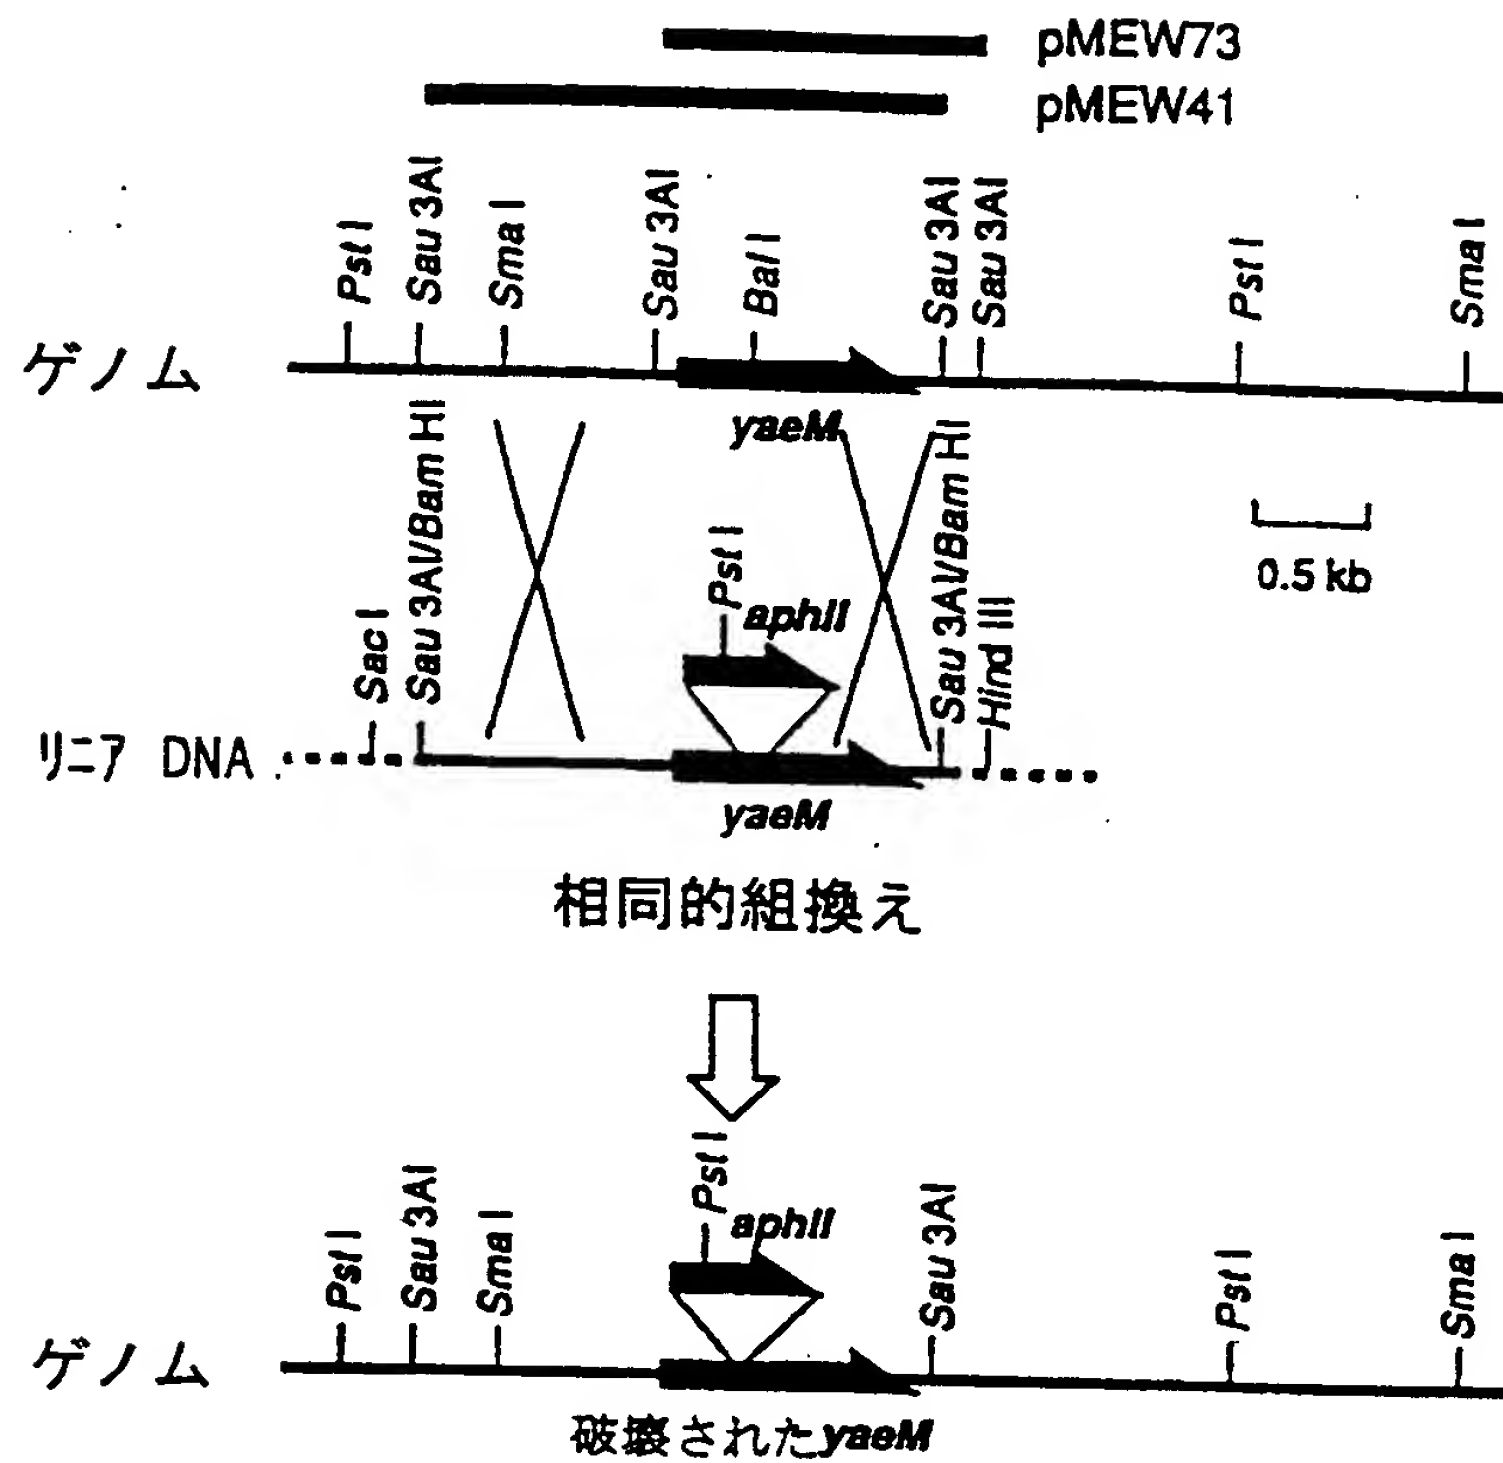 pMEW73
pMEW41
Pst I
Sau 3AI
Sma I
Sau 3AI
Bal I
Sau 3AI
Sau 3AI
Pst I
Sma I
ゲノム
yaeM
0.5 kb
Sac I
Sau 3AI/Bam HI
Pst I
aphII
Sau 3AI/Bam HI
Hind III
リニア DNA
yaeM
相同的組換え
Pst I
Sau 3AI
Sma I
Pst I
aphII
Sau 3AI
Pst I
Sma I
ゲノム
破壊されたyaeM